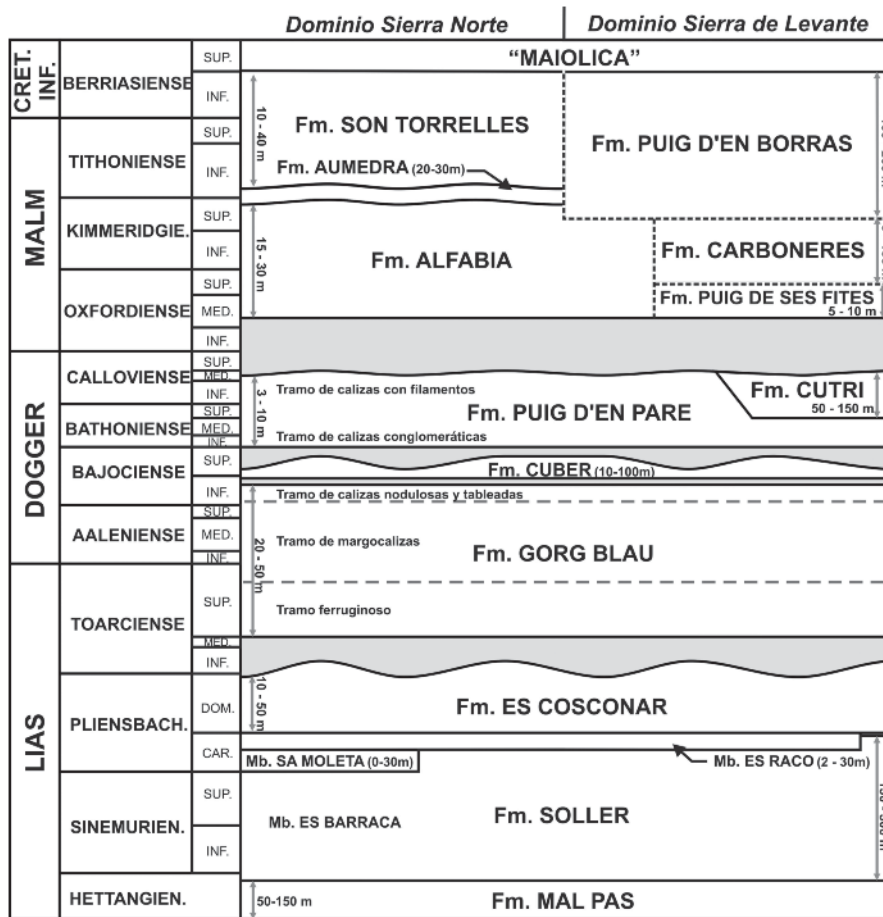 Dominio Sierra Norte
Dominio Sierra de Levante
CRET. INF.
BERRIASIENSE
SUP.
INF.
"MAIOLICA"
MALM
TITHONIENSE
SUP.
INF.
10 - 40 m
Fm. SON TORRELLES
Fm. AUMEDRA (20-30m)
Fm. PUIG D'EN BORRAS
KIMMERIDGIE.
SUP.
INF.
15 - 30 m
Fm. ALFABIA
Fm. CARBONERES
OXFORDIENSE
SUP.
MED.
INF.
Fm. PUIG DE SES FITES
5 - 10 m
DOGGER
CALLOVIENSE
SUP.
MED.
INF.
Tramo de calizas con filamentos
3 - 10 m
Fm. CUTRI
50 - 150 m
BATHONIENSE
SUP.
MED.
INF.
Fm. PUIG D'EN PARE
Tramo de calizas conglomeráticas
BAJOCIENSE
SUP.
INF.
Fm. CUBER (10-100m)
Tramo de calizas nodulosas y tableadas
AALENIENSE
SUP.
MED.
INF.
Tramo de margocalizas
20 - 50 m
Fm. GORG BLAU
LIAS
TOARCIENSE
SUP.
MED.
INF.
Tramo ferruginoso
PLIENSBACH.
DOM.
CAR.
10 - 50 m
Fm. ES COSCONAR
Mb. SA MOLETA (0-30m)
Mb. ES RACO (2 - 30m)
SINEMURIEN.
SUP.
INF.
Mb. ES BARRACA
Fm. SOLLER
HETTANGIEN.
50-150 m
Fm. MAL PAS